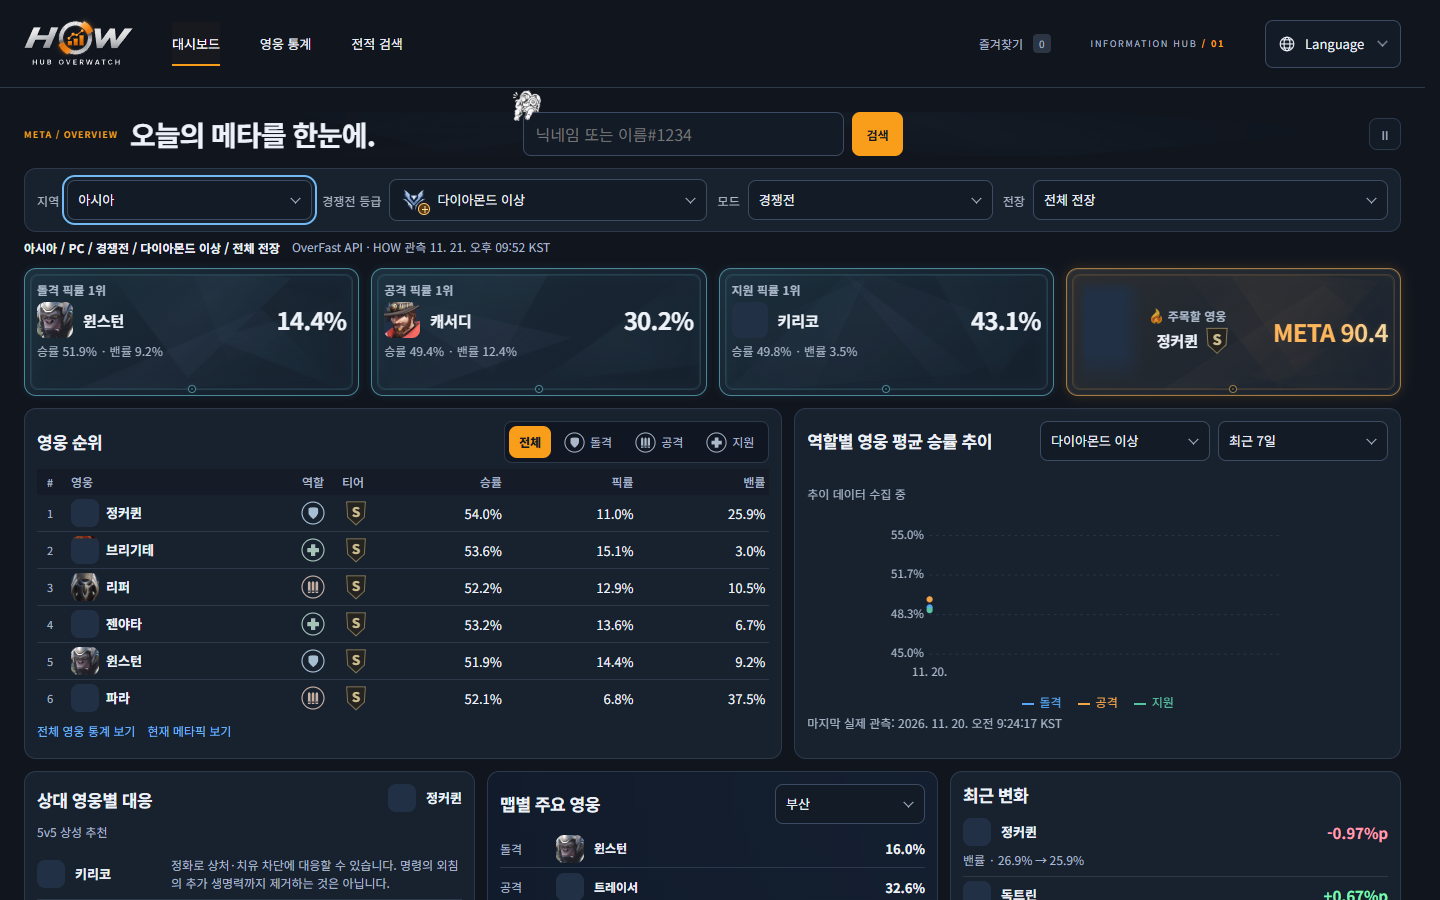 HOW
HUB OVERWATCH
대시보드
영웅 통계
전적 검색
즐겨찾기 0
INFORMATION HUB / 01
Language
META / OVERVIEW
오늘의 메타를 한눈에.
닉네임 또는 이름#1234
검색
지역 아시아
경쟁전 등급 다이아몬드 이상
모드 경쟁전
전장 전체 전장
아시아 / PC / 경쟁전 / 다이아몬드 이상 / 전체 전장 OverFast API · HOW 관측 11. 21. 오후 09:52 KST
돌격 픽률 1위
윈스턴 14.4%
승률 51.9% · 밴률 9.2%
공격 픽률 1위
캐서디 30.2%
승률 49.4% · 밴률 12.4%
지원 픽률 1위
키리코 43.1%
승률 49.8% · 밴률 3.5%
주목할 영웅
정커퀸 S
META 90.4
영웅 순위
전체 돌격 공격 지원
# 영웅 역할 티어 승률 픽률 밴률
1 정커퀸 S 54.0% 11.0% 25.9%
2 브리기테 S 53.6% 15.1% 3.0%
3 리퍼 S 52.2% 12.9% 10.5%
4 젠야타 S 53.2% 13.6% 6.7%
5 윈스턴 S 51.9% 14.4% 9.2%
6 파라 S 52.1% 6.8% 37.5%
전체 영웅 통계 보기 현재 메타픽 보기
역할별 영웅 평균 승률 추이
다이아몬드 이상
최근 7일
추이 데이터 수집 중
55.0%
51.7%
48.3%
45.0%
11. 20.
돌격 공격 지원
마지막 실제 관측: 2026. 11. 20. 오전 9:24:17 KST
상대 영웅별 대응
정커퀸
5v5 상성 추천
키리코
정화로 상처·치유 차단에 대응할 수 있습니다. 명령의 외침
의 추가 생명력까지 제거하는 것은 아닙니다.
맵별 주요 영웅
부산
돌격 윈스턴 16.0%
공격 트레이서 32.6%
최근 변화
정커퀸 -0.97%p
밴률 · 26.9% → 25.9%
독트린 +0.67%p